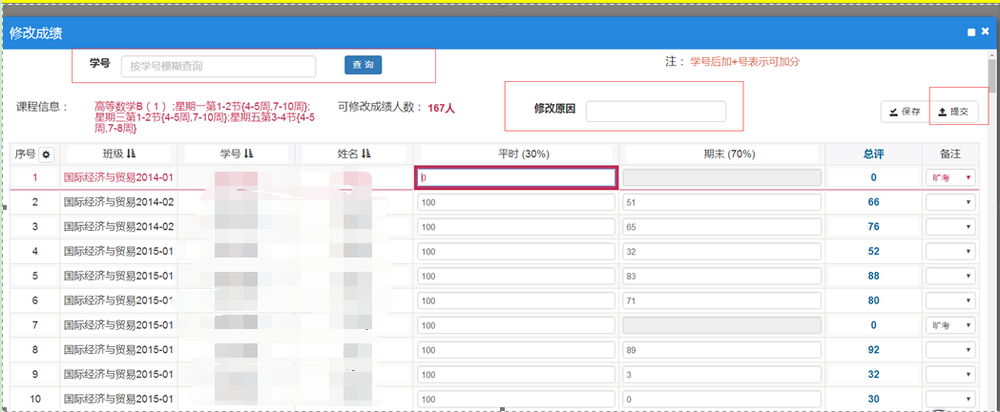 修改成绩
学号 按学号模糊查询 查 询 注： 学号后加+号表示可加分
课程信息：
高等数学B（1）;星期一第1-2节{4-5周,7-10周};
星期三第1-2节{4-5周,7-10周};星期五第3-4节{4-5
周,7-8周}
可修改成绩人数： 167人
修改原因
保存 提交
序号 班级 学号 姓名 平时 (30%) 期末 (70%) 总评 备注
1 国际经济与贸易2014-01 0 0 旷考
2 国际经济与贸易2014-02 100 51 66
3 国际经济与贸易2014-02 100 65 76
4 国际经济与贸易2015-01 100 32 52
5 国际经济与贸易2015-01 100 83 88
6 国际经济与贸易2015-01 100 71 80
7 国际经济与贸易2015-01 100 0 旷考
8 国际经济与贸易2015-01 100 89 92
9 国际经济与贸易2015-01 100 3 32
10 国际经济与贸易2015-01 100 0 30